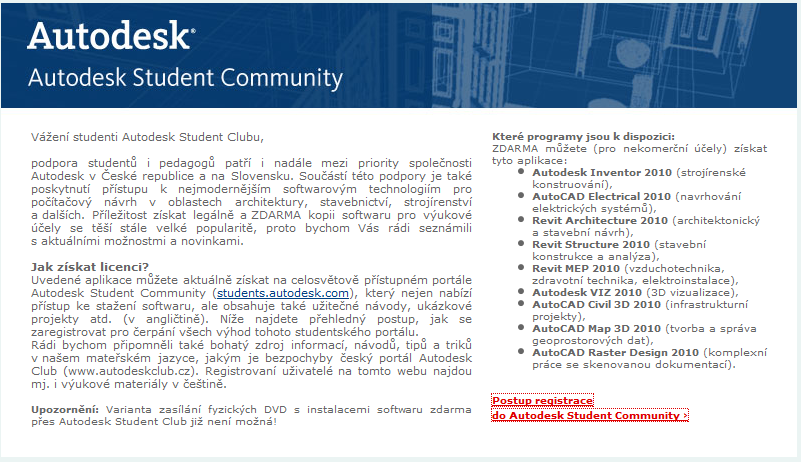 Autodesk®
Autodesk Student Community
Vážení studenti Autodesk Student Clubu,
podpora studentů i pedagogů patří i nadále mezi priority společnosti
Autodesk v České republice a na Slovensku. Součástí této podpory je také
poskytnutí přístupu k nejmodernějším softwarovým technologiím pro
počítačový návrh v oblastech architektury, stavebnictví, strojírenství
a dalších. Příležitost získat legálně a ZDARMA kopii softwaru pro výukové
účely se těší stále velké popularitě, proto bychom Vás rádi seznámili
s aktuálními možnostmi a novinkami.
Jak získat licenci?
Uvedené aplikace můžete aktuálně získat na celosvětově přístupném portále
Autodesk Student Community (students.autodesk.com), který nejen nabízí
přístup ke stažení softwaru, ale obsahuje také užitečné návody, ukázkové
projekty atd. (v angličtině). Níže najdete přehledný postup, jak se
zaregistrovat pro čerpání všech výhod tohoto studentského portálu.
Rádi bychom připomněli také bohatý zdroj informací, návodů, tipů a triků
v našem mateřském jazyce, jakým je bezpochyby český portál Autodesk
Club (www.autodeskclub.cz). Registrovaní uživatelé na tomto webu najdou
mj. i výukové materiály v češtině.
Upozornění: Varianta zasílání fyzických DVD s instalacemi softwaru zdarma
přes Autodesk Student Club již není možná!
Které programy jsou k dispozici:
ZDARMA můžete (pro nekomerční účely) získat
tyto aplikace:
• Autodesk Inventor 2010 (strojírenské
konstruování),
• AutoCAD Electrical 2010 (navrhování
elektrických systémů),
• Revit Architecture 2010 (architektonický
a stavební návrh),
• Revit Structure 2010 (stavební
konstrukce a analýza),
• Revit MEP 2010 (vzduchotechnika,
zdravotní technika, elektroinstalace),
• Autodesk VIZ 2010 (3D vizualizace),
• AutoCAD Civil 3D 2010 (infrastrukturní
projekty),
• AutoCAD Map 3D 2010 (tvorba a správa
geoprostorových dat),
• AutoCAD Raster Design 2010 (komplexní
práce se skenovanou dokumentací).
Postup registrace
do Autodesk Student Community ›